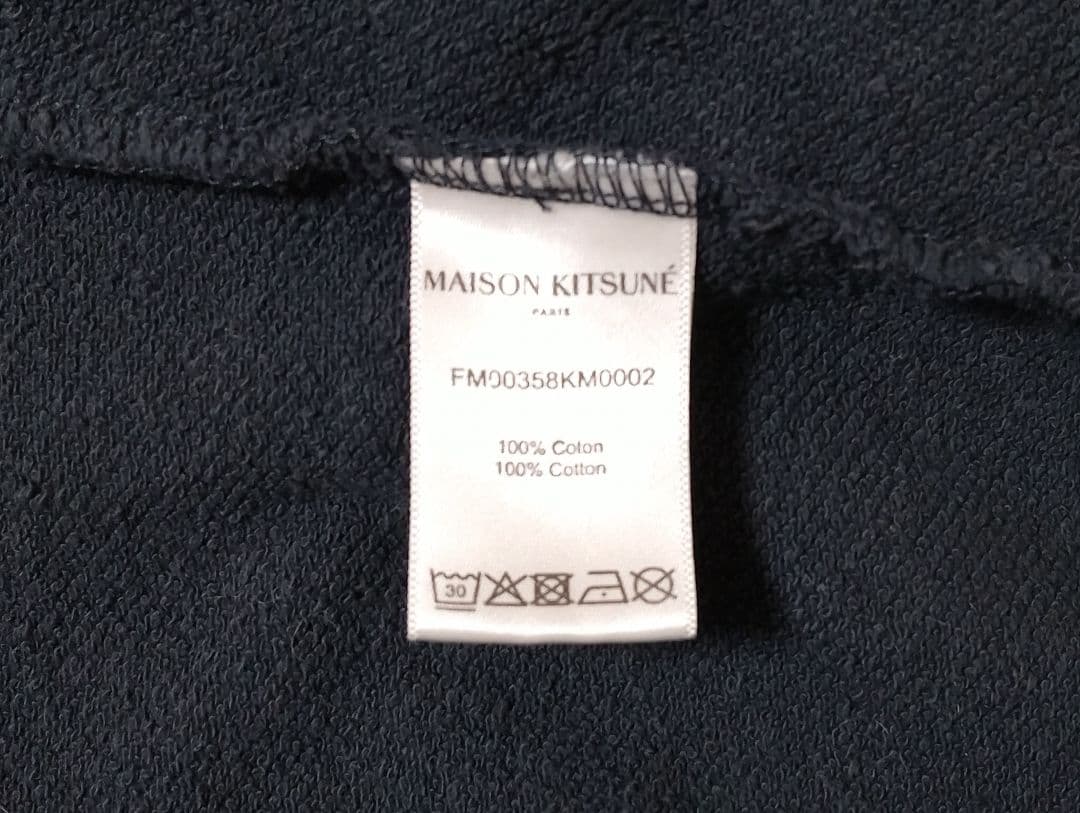 MAISON KITSUNÉ
PARIS
FM00358KM0002
100% Coton
100% Cotton
30